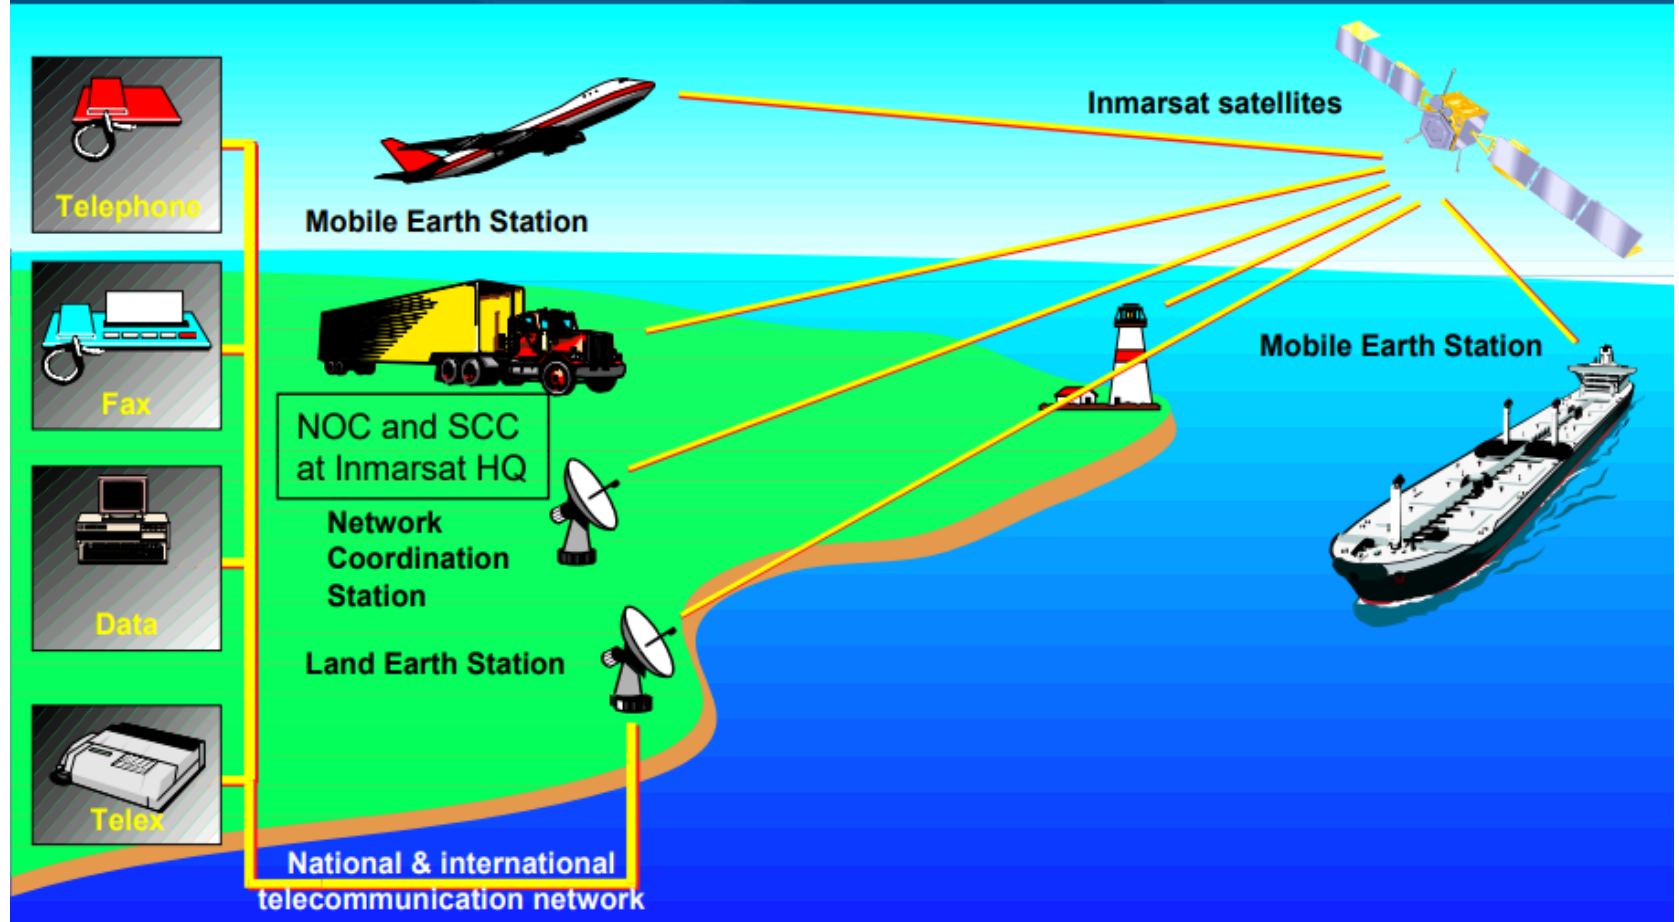 Telephone
Fax
Data
Telex
Mobile Earth Station
Inmarsat satellites
Mobile Earth Station
NOC and SCC
at Inmarsat HQ
Network
Coordination
Station
Land Earth Station
National & international
telecommunication network